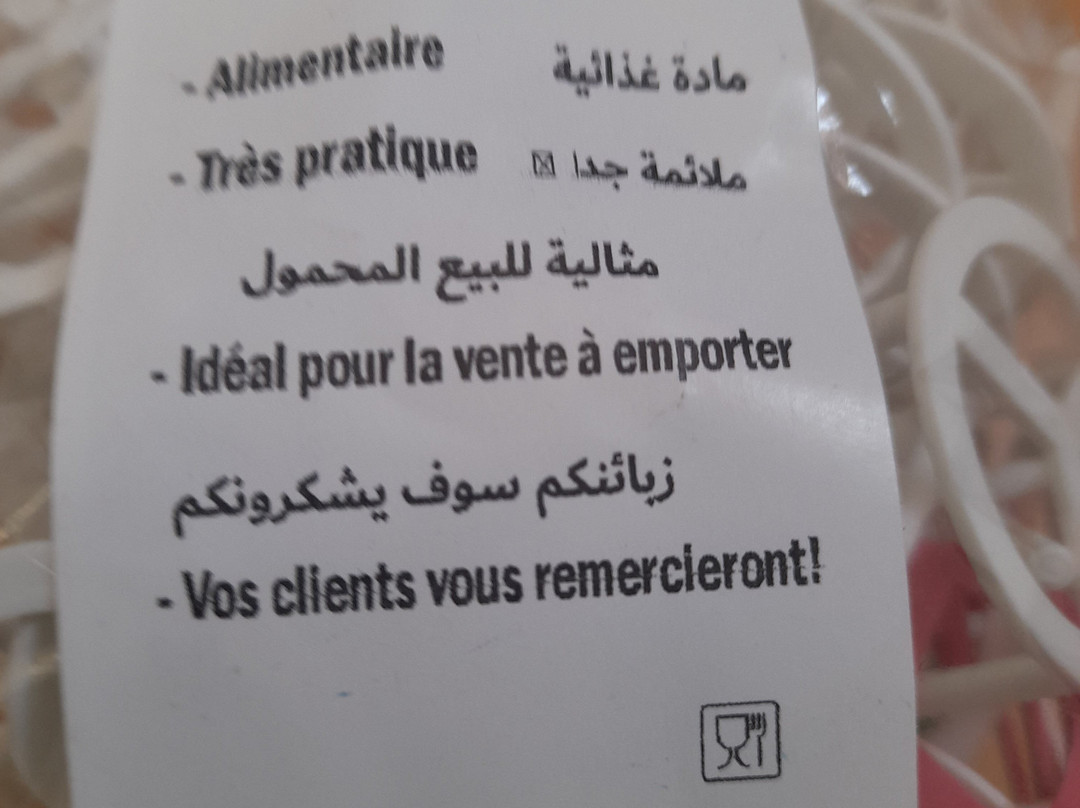 - Alimentaire مادة غذائية
- Très pratique ملائمة جدا
مثالية للبيع المحمول
- Idéal pour la vente à emporter
زبائنكم سوف يشكرونكم
- Vos clients vous remercieront!